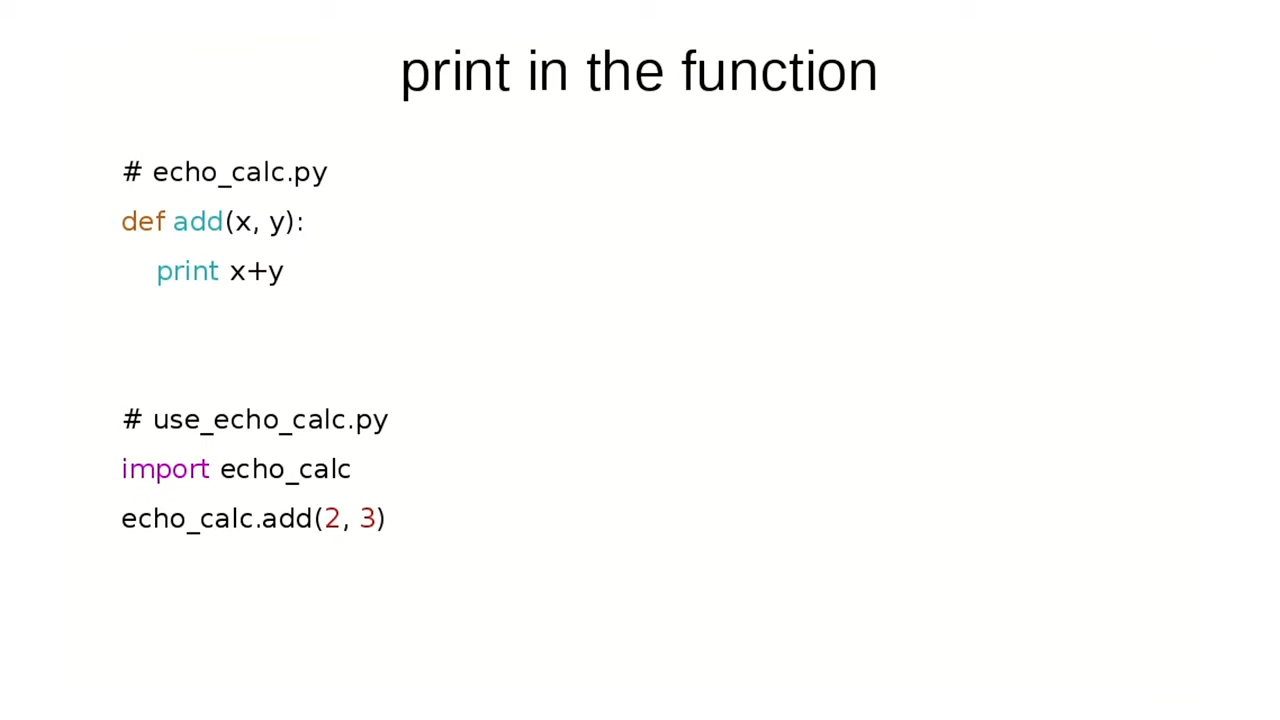 print in the function
# echo_calc.py
def add(x, y):
print x+y
# use_echo_calc.py
import echo_calc
echo_calc.add(2, 3)